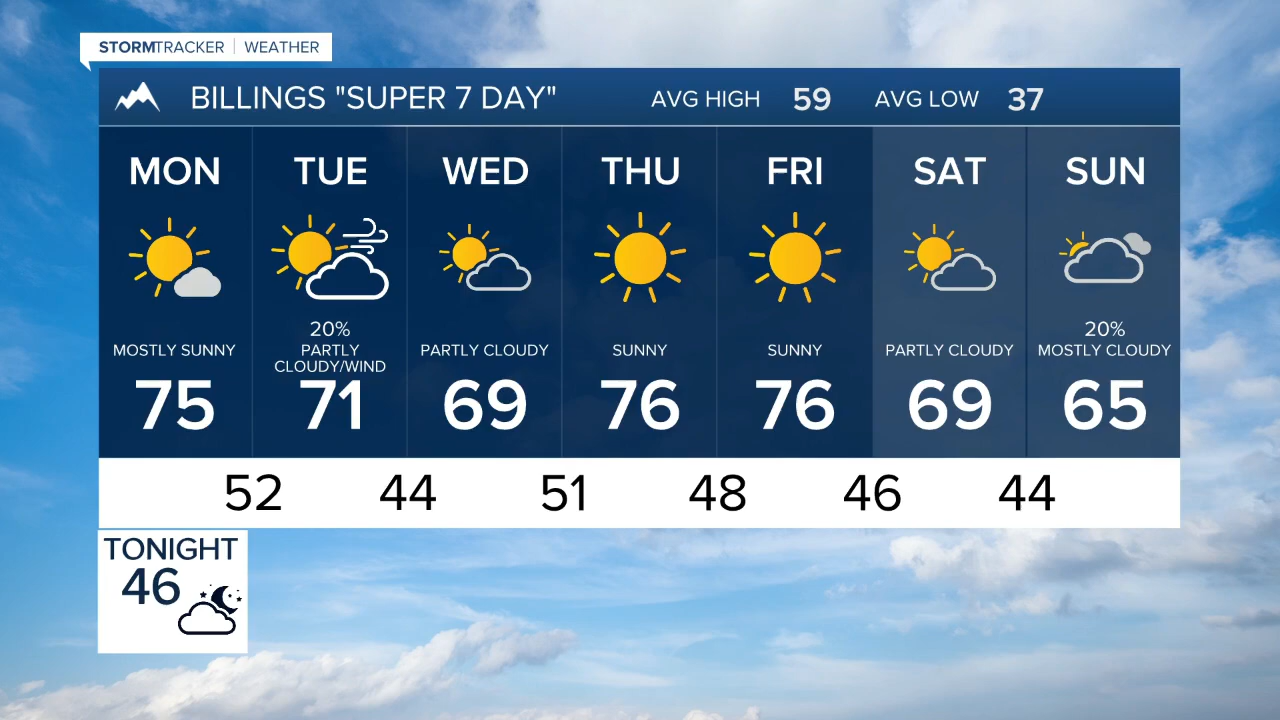 STORMTRACKER | WEATHER
BILLINGS "SUPER 7 DAY" AVG HIGH 59 AVG LOW 37
MON TUE WED THU FRI SAT SUN
20% 20%
MOSTLY SUNNY PARTLY PARTLY CLOUDY SUNNY SUNNY PARTLY CLOUDY MOSTLY CLOUDY
CLOUDY/WIND
75 71 69 76 76 69 65
52 44 51 48 46 44
TONIGHT
46